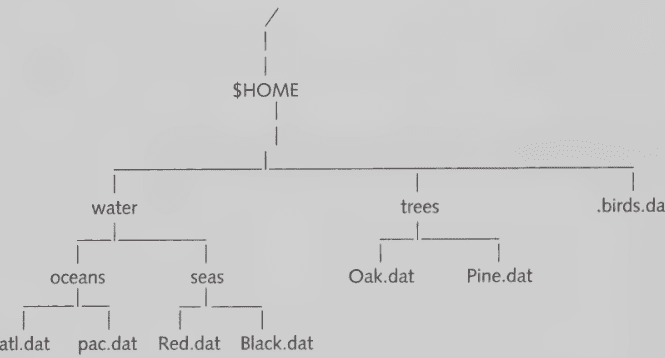 /
$HOME
water trees .birds.da
oceans seas Oak.dat Pine.dat
atl.dat pac.dat Red.dat Black.dat